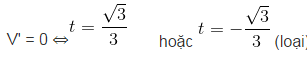 V' = 0 ⇔ t = √3/3 hoặc t = -√3/3 (loại)